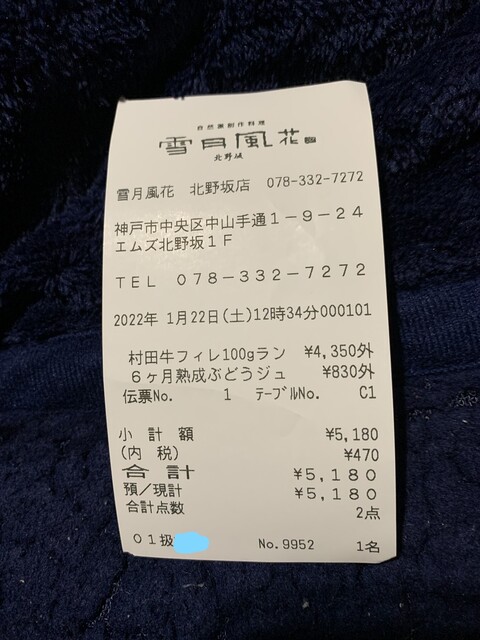 自然派創作料理
雪月風花
北野坂
雪月風花 北野坂店 078-332-7272
神戸市中央区中山手通1-9-24
エムズ北野坂1F
TEL 078-332-7272
2022年 1月22日(土)12時34分000101
村田牛フィレ100gラン ¥4,350外
6ヶ月熟成ぶどうジュ ¥830外
伝票No. 1 テーブルNo. C1
小計額 ¥5,180
(内 税) ¥470
合計 ¥5,180
預/現計 ¥5,180
合計点数 2点
01扱 No.9952 1名